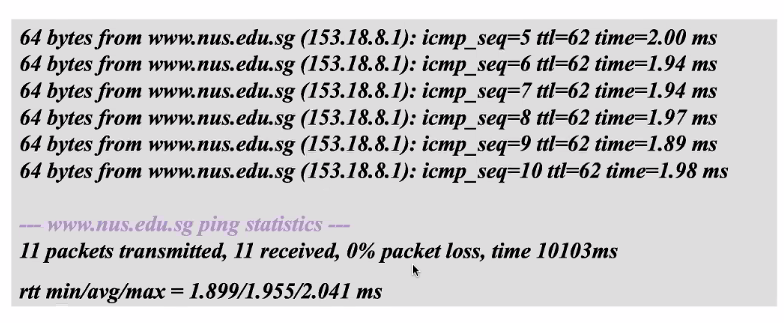 64 bytes from www.nus.edu.sg (153.18.8.1): icmp_seq=5 ttl=62 time=2.00 ms
64 bytes from www.nus.edu.sg (153.18.8.1): icmp_seq=6 ttl=62 time=1.94 ms
64 bytes from www.nus.edu.sg (153.18.8.1): icmp_seq=7 ttl=62 time=1.94 ms
64 bytes from www.nus.edu.sg (153.18.8.1): icmp_seq=8 ttl=62 time=1.97 ms
64 bytes from www.nus.edu.sg (153.18.8.1): icmp_seq=9 ttl=62 time=1.89 ms
64 bytes from www.nus.edu.sg (153.18.8.1): icmp_seq=10 ttl=62 time=1.98 ms
--- www.nus.edu.sg ping statistics ---
11 packets transmitted, 11 received, 0% packet loss, time 10103ms
rtt min/avg/max = 1.899/1.955/2.041 ms